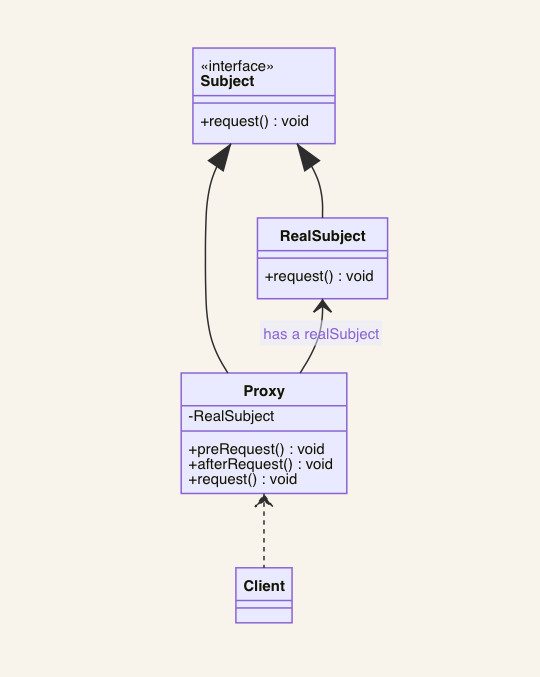 «interface»
Subject
+request() : void
RealSubject
+request() : void
has a realSubject
Proxy
-RealSubject
+preRequest() : void
+afterRequest() : void
+request() : void
Client